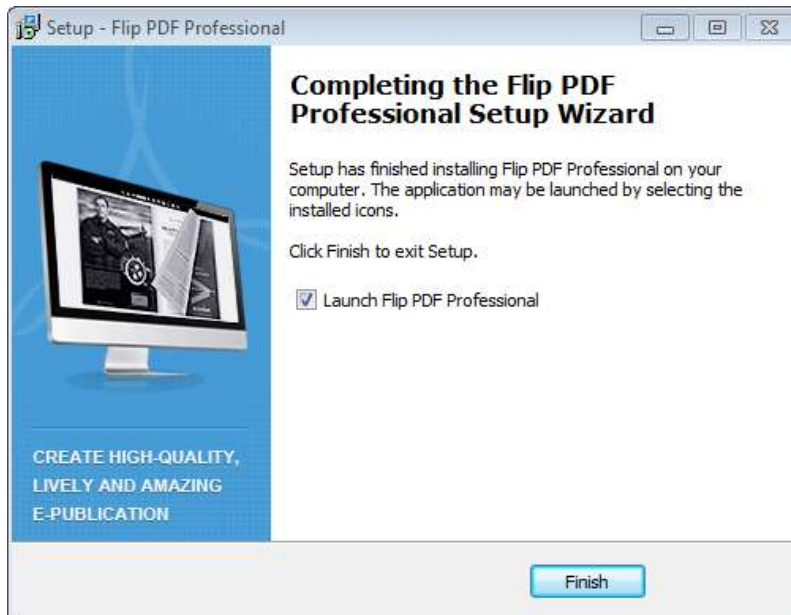 Setup - Flip PDF Professional
Completing the Flip PDF
Professional Setup Wizard
Setup has finished installing Flip PDF Professional on your
computer. The application may be launched by selecting the
installed icons.
Click Finish to exit Setup.
Launch Flip PDF Professional
CREATE HIGH-QUALITY,
LIVELY AND AMAZING
E-PUBLICATION
Finish